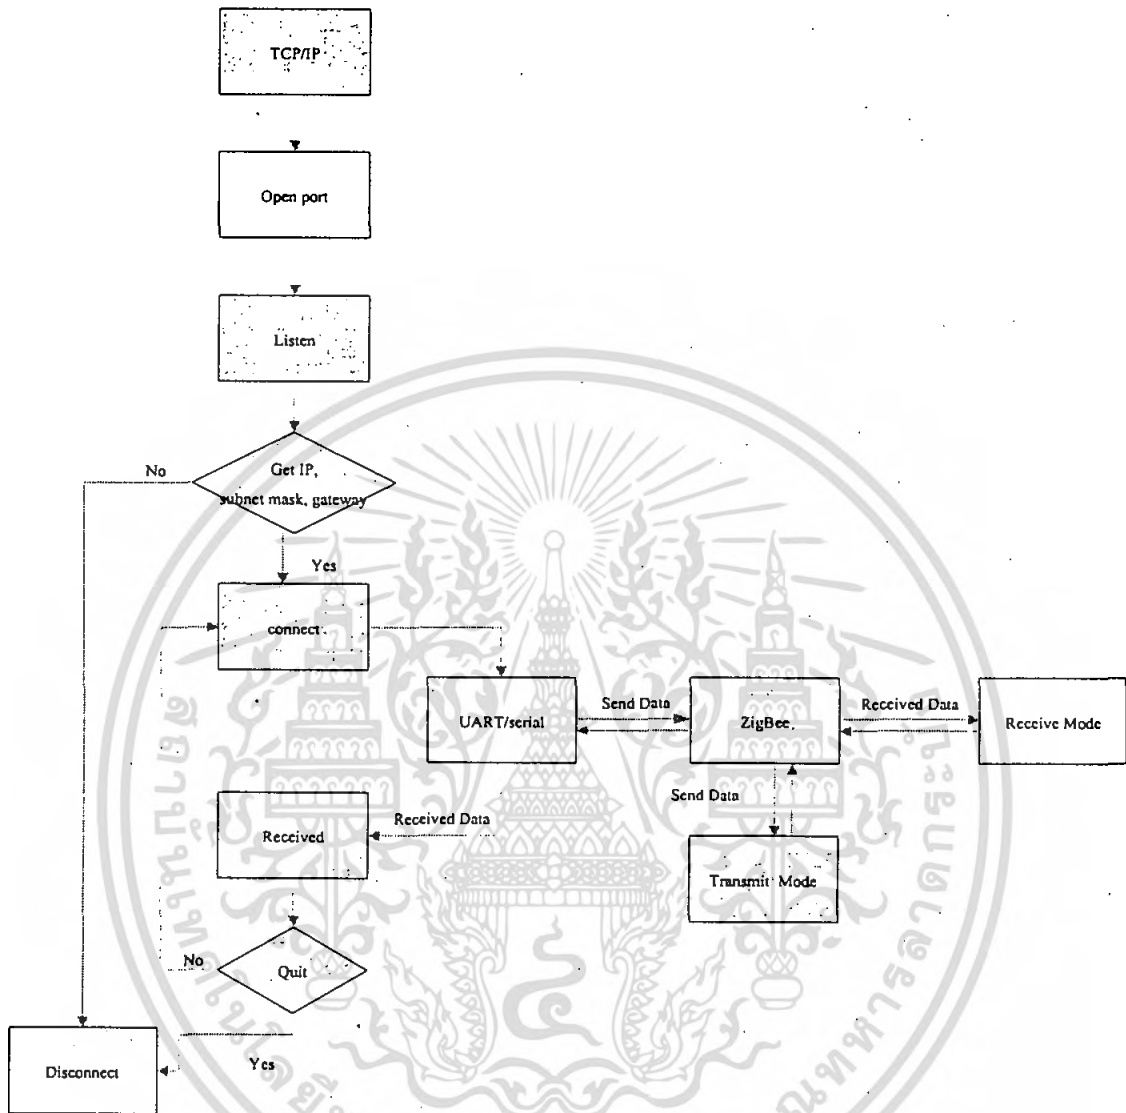 TCP/IP
Open port
Listen
Get IP,
subnet mask, gateway
No
Yes
connect
UART/serial
Send Data
ZigBee
Received Data
Receive Mode
Send Data
Transmit Mode
Received Data
Received
Quit
No
Yes
Disconnect